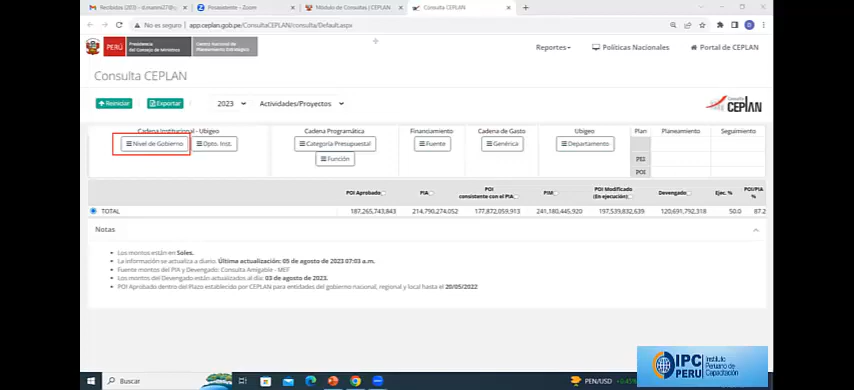 Recibidos (203) - d.marin27@g
Posasistente - Zoom
Módulo de Consultas | CEPLAN
Consulta CEPLAN
No es seguro | app.ceplan.gob.pe/ConsultaCEPLAN/consulta/Default.aspx
PERÚ
Presidencia
del Consejo de Ministros
Centro Nacional de
Planeamiento Estratégico
Reportes
Políticas Nacionales
Portal de CEPLAN
Consulta CEPLAN
Reiniciar
Exportar
2023
Actividades/Proyectos
Consulta
CEPLAN
Cadena Institucional - Ubigeo
Cadena Programática
Financiamiento
Cadena de Gasto
Ubigeo
Plan
Planeamiento
Seguimiento
Nivel de Gobierno
Dpto. Inst.
Categoría Presupuestal
Fuente
Genérica
Departamento
Función
PEI
POI
POI Aprobado
PIA
POI
consistente con el PIA
PIM
POI Modificado
(En ejecución)
Devengado
Ejec. %
POI/PIA
%
TOTAL
187,265,743,843
214,790,274,052
177,872,059,913
241,180,445,920
197,539,832,639
120,691,792,318
50.0
87.2
Notas
Los montos están en Soles.
La información se actualiza a diario. Última actualización: 05 de agosto de 2023 07:03 a.m.
Fuente montos del PIA y Devengado: Consulta Amigable - MEF
Los montos del Devengado están actualizados al día: 03 de agosto de 2023.
POI Aprobado dentro del Plazo establecido por CEPLAN para entidades del gobierno nacional, regional y local hasta el 20/05/2022
IPC
PERU
Instituto
Peruano de
Capacitación
Buscar
PEN/USD
+0.45%